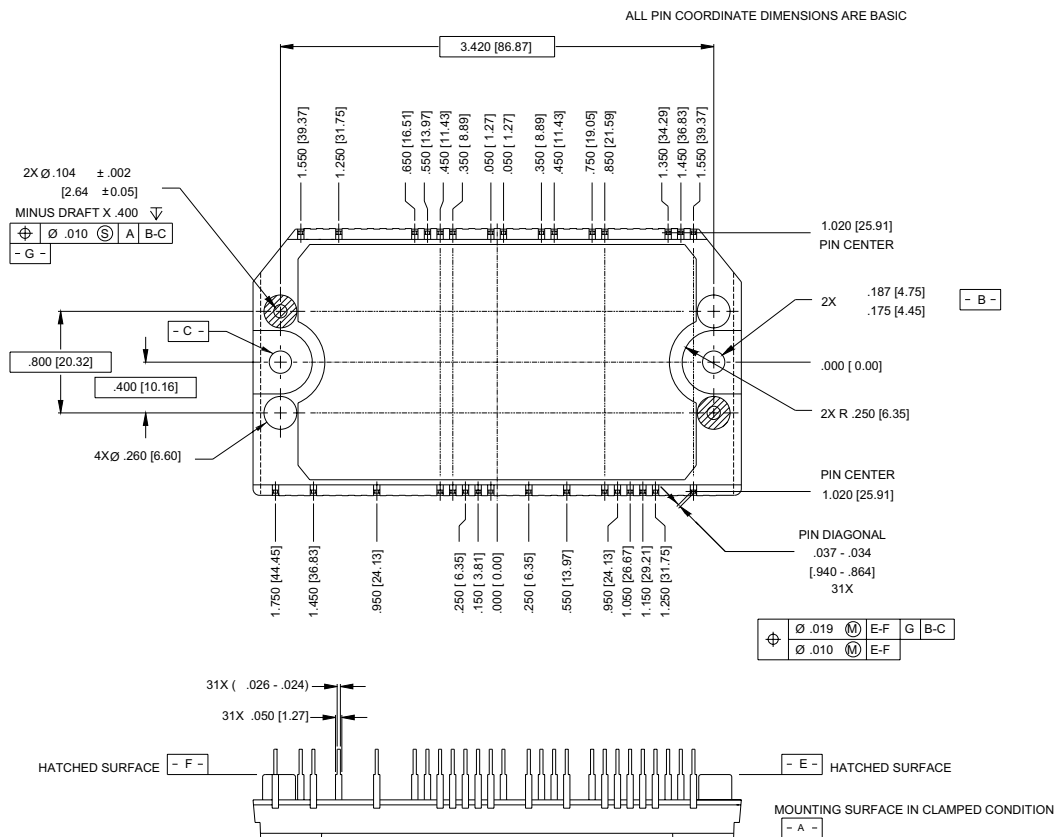 ALL PIN COORDINATE DIMENSIONS ARE BASIC
3.420 [86.87]
1.550 [39.37]
1.250 [31.75]
.650 [16.51]
.550 [13.97]
.450 [11.43]
.350 [ 8.89]
.050 [ 1.27]
.050 [ 1.27]
.350 [ 8.89]
.450 [11.43]
.750 [19.05]
.850 [21.59]
1.350 [34.29]
1.450 [36.83]
1.550 [39.37]
2X Ø .104 ±.002
[2.64 ±0.05]
MINUS DRAFT X .400 ↧
⌖ Ø .010 Ⓢ A B-C
- G -
1.020 [25.91]
PIN CENTER
2X .187 [4.75]
.175 [4.45]
- B -
- C -
.800 [20.32]
.400 [10.16]
.000 [ 0.00]
2X R .250 [6.35]
4XØ .260 [6.60]
PIN CENTER
1.020 [25.91]
1.750 [44.45]
1.450 [36.83]
.950 [24.13]
.250 [ 6.35]
.150 [ 3.81]
.000 [ 0.00]
.250 [ 6.35]
.550 [13.97]
.950 [24.13]
1.050 [26.67]
1.150 [29.21]
1.250 [31.75]
PIN DIAGONAL
.037 - .034
[.940 - .864]
31X
⌖ Ø .019 Ⓜ E-F G B-C
Ø .010 Ⓜ E-F
31X ( .026 - .024)
31X .050 [1.27]
HATCHED SURFACE - F -
- E - HATCHED SURFACE
MOUNTING SURFACE IN CLAMPED CONDITION
- A -